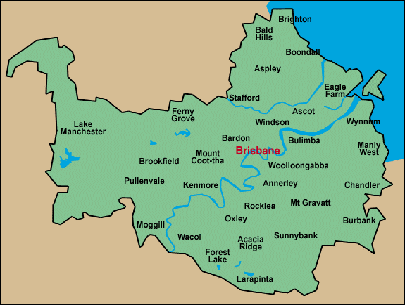 Brighton
Bald
Hills
Boondall
Aspley
Eagle
Farm
Stafford
Ferny
Grove
Ascot
Windson
Wynnum
Lake
Manchester
Bardon
Bulimba
Brisbane
Manly
West
Mount
Coot-tha
Brookfield
Woolloongabba
Pullenvale
Kenmore
Annerley
Chandler
Rocklea
Mt Gravatt
Moggill
Oxley
Burbank
Wacol
Acacia
Ridge
Sunnybank
Forest
Lake
Larapinta